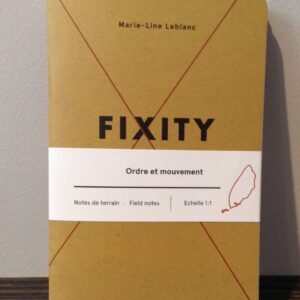 Marie-Line Leblanc
FIXITY
Ordre et mouvement
Notes de terrain . Field notes Echelle 1:1